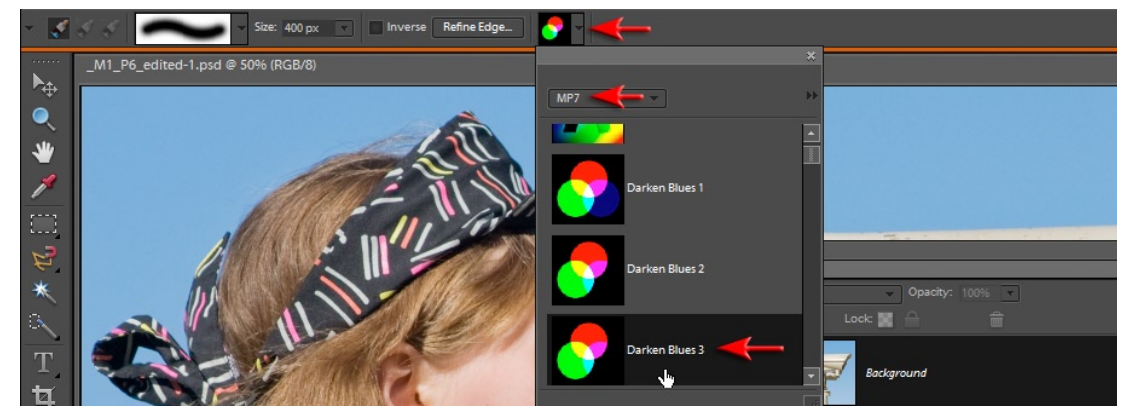 Size: 400 px Inverse Refine Edge...
_M1_P6_edited-1.psd @ 50% (RGB/8)
MP7
Darken Blues 1
Darken Blues 2
Darken Blues 3
Opacity: 100%
Lock:
Background
T